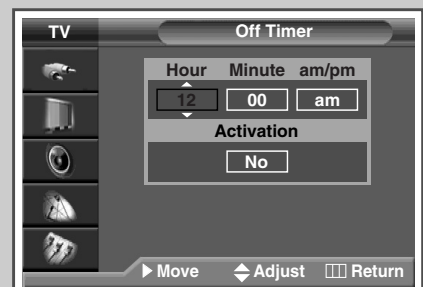 TV Off Timer
Hour Minute am/pm
12 00 am
Activation
No
Move Adjust Return